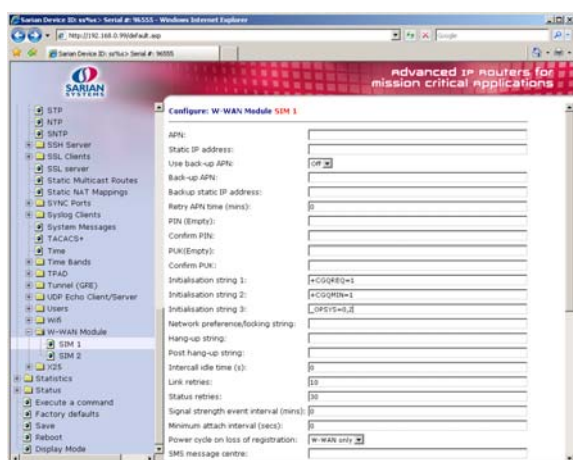 Sarian Device ID: ss%sc> Serial #: 96555 - Windows Internet Explorer
http://192.168.0.99/default.asp
Google
Sarian Device ID: ss%sc> Serial #: 96555
SARIAN
SYSTEMS
Advanced IP Routers for
mission critical applications
STP
NTP
SNTP
SSH Server
SSL Clients
SSL server
Static Multicast Routes
Static NAT Mappings
SYNC Ports
Syslog Clients
System Messages
TACACS+
Time
Time Bands
TPAD
Tunnel (GRE)
UDP Echo Client/Server
Users
Wifi
W-WAN Module
SIM 1
SIM 2
X25
Statistics
Status
Execute a command
Factory defaults
Save
Reboot
Display Mode
Configure: W-WAN Module SIM 1
APN:
Static IP address:
Use back-up APN: Off
Back-up APN:
Backup static IP address:
Retry APN time (mins): 0
PIN (Empty):
Confirm PIN:
PUK(Empty):
Confirm PUK:
Initialisation string 1: +CGQREQ=1
Initialisation string 2: +CGQMIN=1
Initialisation string 3: _OPSYS=0,2
Network preference/locking string:
Hang-up string:
Post hang-up string:
Intercall idle time (s): 0
Link retries: 10
Status retries: 30
Signal strength event interval (mins): 0
Minimum attach interval (secs): 0
Power cycle on loss of registration: W-WAN only
SMS message centre: